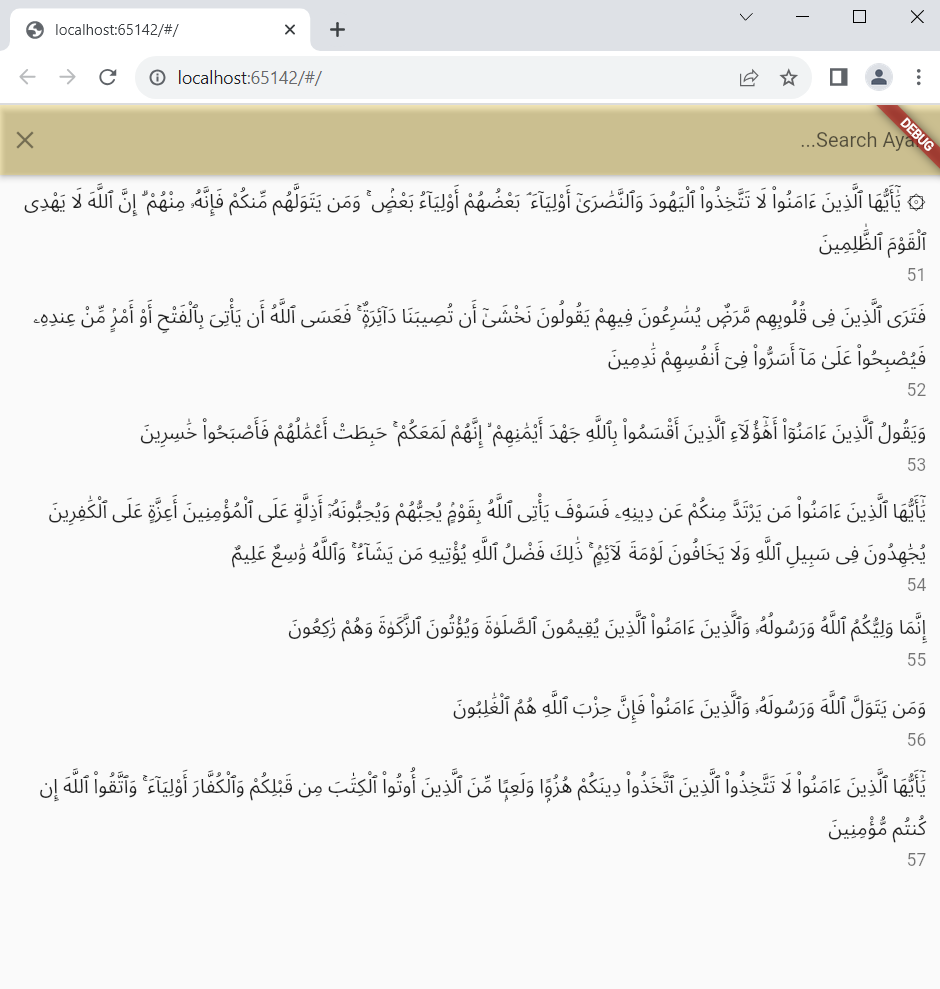 localhost:65142/#/
localhost:65142/#/
DEBUG
Search Aya...
۞ يَٰٓأَيُّهَا ٱلَّذِينَ ءَامَنُوا۟ لَا تَتَّخِذُوا۟ ٱلْيَهُودَ وَٱلنَّصَٰرَىٰٓ أَوْلِيَآءَ ۘ بَعْضُهُمْ أَوْلِيَآءُ بَعْضٍۢ ۚ وَمَن يَتَوَلَّهُم مِّنكُمْ فَإِنَّهُۥ مِنْهُمْ ۗ إِنَّ ٱللَّهَ لَا يَهْدِى
ٱلْقَوْمَ ٱلظَّٰلِمِينَ
51
فَتَرَى ٱلَّذِينَ فِى قُلُوبِهِم مَّرَضٌۭ يُسَٰرِعُونَ فِيهِمْ يَقُولُونَ نَخْشَىٰٓ أَن تُصِيبَنَا دَآئِرَةٌۭ ۚ فَعَسَى ٱللَّهُ أَن يَأْتِىَ بِٱلْفَتْحِ أَوْ أَمْرٍۢ مِّنْ عِندِهِۦ
فَيُصْبِحُوا۟ عَلَىٰ مَآ أَسَرُّوا۟ فِىٓ أَنفُسِهِمْ نَٰدِمِينَ
52
وَيَقُولُ ٱلَّذِينَ ءَامَنُوٓا۟ أَهَٰٓؤُلَآءِ ٱلَّذِينَ أَقْسَمُوا۟ بِٱللَّهِ جَهْدَ أَيْمَٰنِهِمْ ۙ إِنَّهُمْ لَمَعَكُمْ ۚ حَبِطَتْ أَعْمَٰلُهُمْ فَأَصْبَحُوا۟ خَٰسِرِينَ
53
يَٰٓأَيُّهَا ٱلَّذِينَ ءَامَنُوا۟ مَن يَرْتَدَّ مِنكُمْ عَن دِينِهِۦ فَسَوْفَ يَأْتِى ٱللَّهُ بِقَوْمٍۢ يُحِبُّهُمْ وَيُحِبُّونَهُۥٓ أَذِلَّةٍ عَلَى ٱلْمُؤْمِنِينَ أَعِزَّةٍ عَلَى ٱلْكَٰفِرِينَ
يُجَٰهِدُونَ فِى سَبِيلِ ٱللَّهِ وَلَا يَخَافُونَ لَوْمَةَ لَآئِمٍۢ ۚ ذَٰلِكَ فَضْلُ ٱللَّهِ يُؤْتِيهِ مَن يَشَآءُ ۚ وَٱللَّهُ وَٰسِعٌ عَلِيمٌ
54
إِنَّمَا وَلِيُّكُمُ ٱللَّهُ وَرَسُولُهُۥ وَٱلَّذِينَ ءَامَنُوا۟ ٱلَّذِينَ يُقِيمُونَ ٱلصَّلَوٰةَ وَيُؤْتُونَ ٱلزَّكَوٰةَ وَهُمْ رَٰكِعُونَ
55
وَمَن يَتَوَلَّ ٱللَّهَ وَرَسُولَهُۥ وَٱلَّذِينَ ءَامَنُوا۟ فَإِنَّ حِزْبَ ٱللَّهِ هُمُ ٱلْغَٰلِبُونَ
56
يَٰٓأَيُّهَا ٱلَّذِينَ ءَامَنُوا۟ لَا تَتَّخِذُوا۟ ٱلَّذِينَ ٱتَّخَذُوا۟ دِينَكُمْ هُزُوًۭا وَلَعِبًۭا مِّنَ ٱلَّذِينَ أُوتُوا۟ ٱلْكِتَٰبَ مِن قَبْلِكُمْ وَٱلْكُفَّارَ أَوْلِيَآءَ ۚ وَٱتَّقُوا۟ ٱللَّهَ إِن
كُنتُم مُّؤْمِنِينَ
57